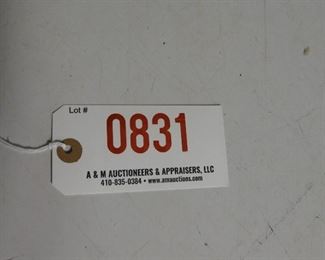 Lot #
0831
A & M AUCTIONEERS & APPRAISERS, LLC
410-835-0384 • www.amauctions.com